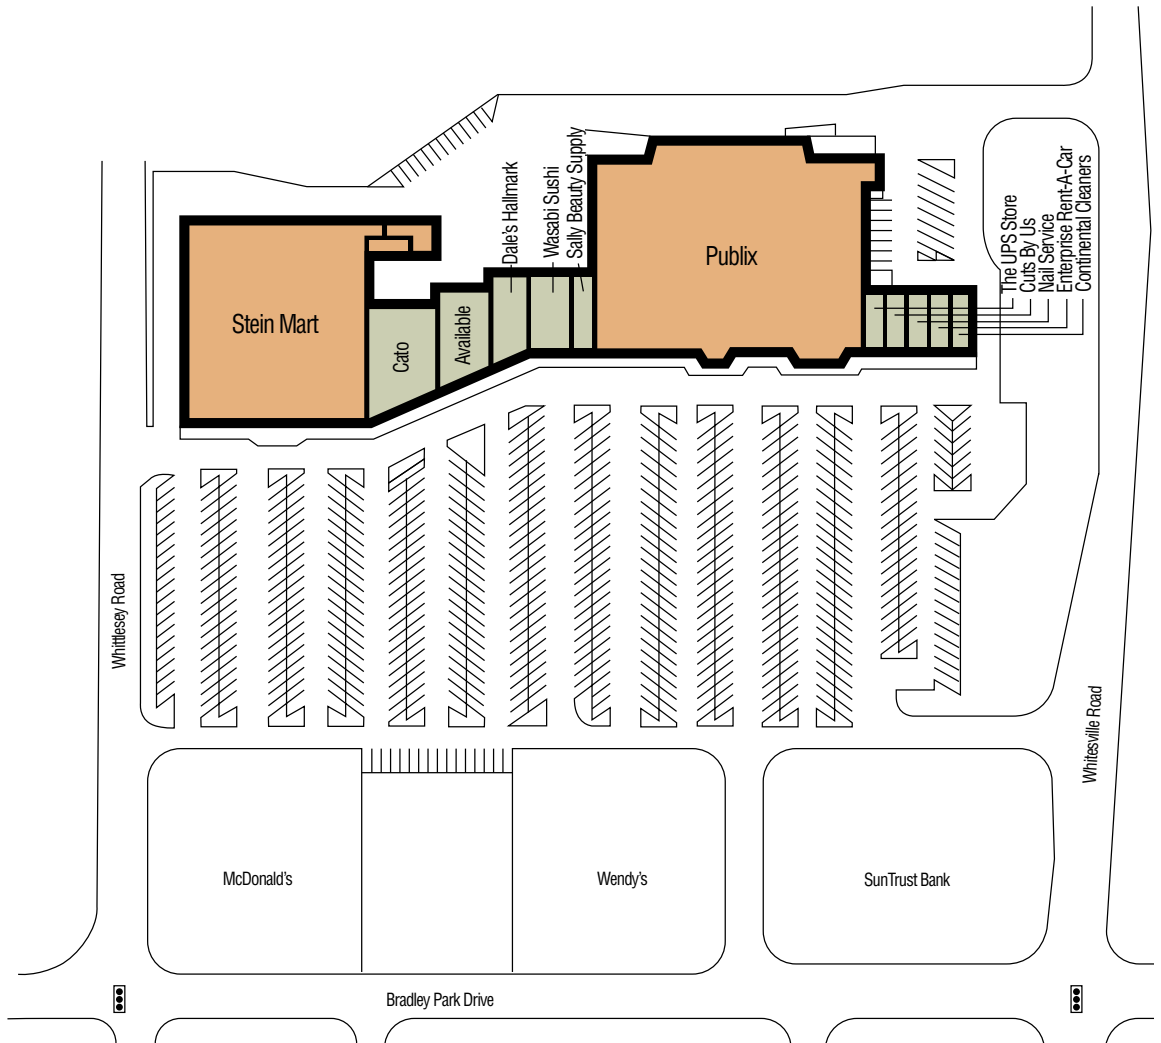 Stein Mart
Cato
Available
Dale's Hallmark
Wasabi Sushi
Sally Beauty Supply
Publix
The UPS Store
Cuts By Us
Nail Service
Enterprise Rent-A-Car
Continental Cleaners
Whittlesey Road
Whitesville Road
McDonald's
Wendy's
SunTrust Bank
Bradley Park Drive